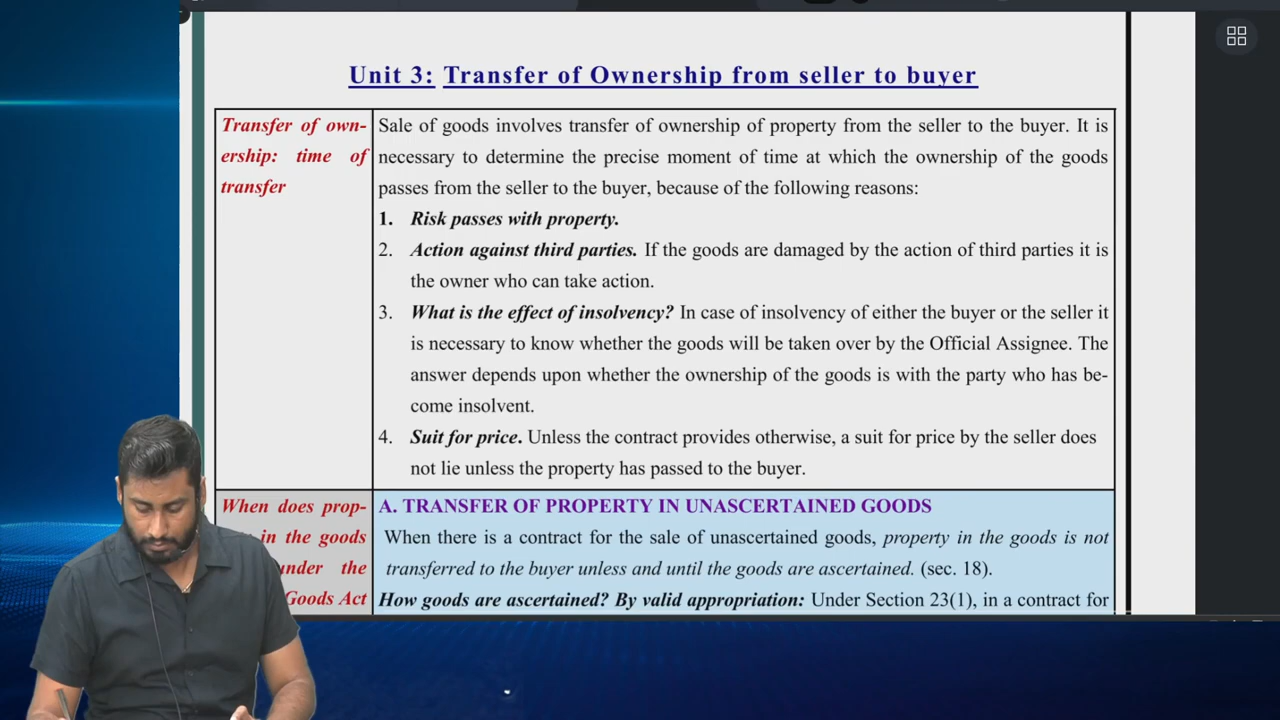 Unit 3: Transfer of Ownership from seller to buyer
Transfer of own-
ership: time of
transfer
Sale of goods involves transfer of ownership of property from the seller to the buyer. It is
necessary to determine the precise moment of time at which the ownership of the goods
passes from the seller to the buyer, because of the following reasons:
1. Risk passes with property.
2. Action against third parties. If the goods are damaged by the action of third parties it is
the owner who can take action.
3. What is the effect of insolvency? In case of insolvency of either the buyer or the seller it
is necessary to know whether the goods will be taken over by the Official Assignee. The
answer depends upon whether the ownership of the goods is with the party who has be-
come insolvent.
4. Suit for price. Unless the contract provides otherwise, a suit for price by the seller does
not lie unless the property has passed to the buyer.
When does prop-
in the goods
under the
Goods Act
A. TRANSFER OF PROPERTY IN UNASCERTAINED GOODS
When there is a contract for the sale of unascertained goods, property in the goods is not
transferred to the buyer unless and until the goods are ascertained. (sec. 18).
How goods are ascertained? By valid appropriation: Under Section 23(1), in a contract for